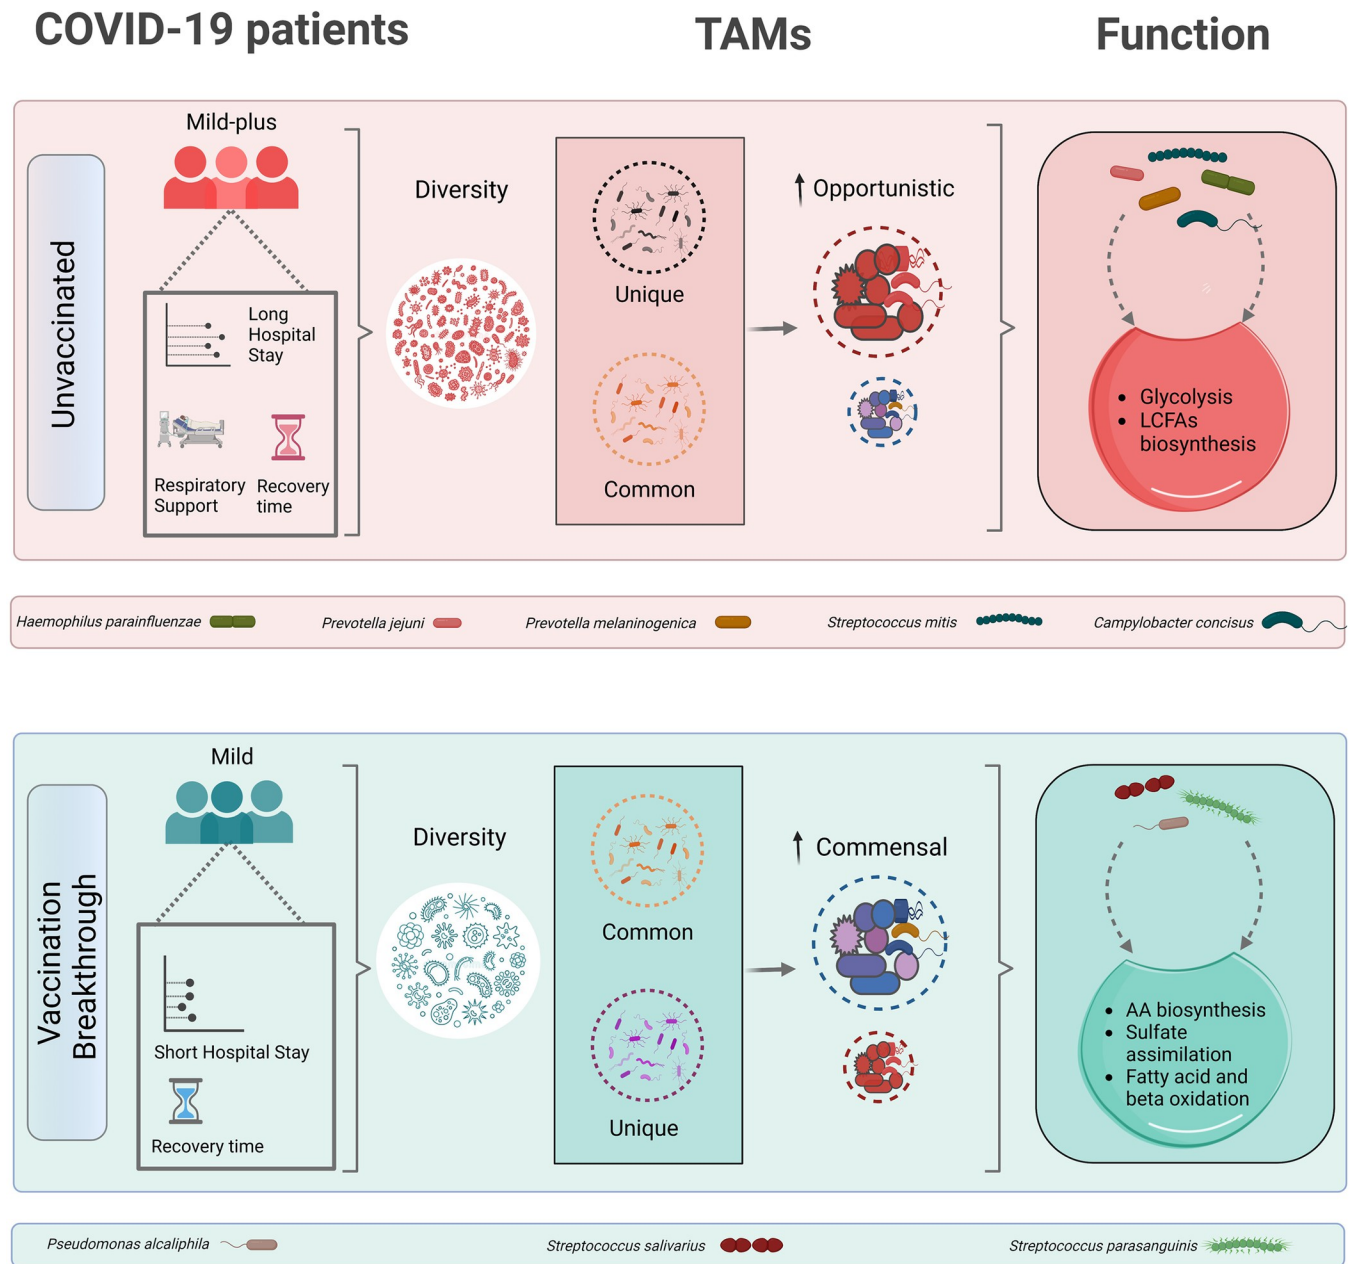 COVID-19 patients
TAMs
Function
Unvaccinated
Mild-plus
Long
Hospital
Stay
Respiratory
Support
Recovery
time
Diversity
Unique
Common
Opportunistic
• Glycolysis
• LCFAs
biosynthesis
Haemophilus parainfluenzae
Prevotella jejuni
Prevotella melaninogenica
Streptococcus mitis
Campylobacter concisus
Vaccination
Breakthrough
Mild
Short Hospital Stay
Recovery time
Diversity
Common
Unique
Commensal
• AA biosynthesis
• Sulfate
assimilation
• Fatty acid and
beta oxidation
Pseudomonas alcaliphila
Streptococcus salivarius
Streptococcus parasanguinis